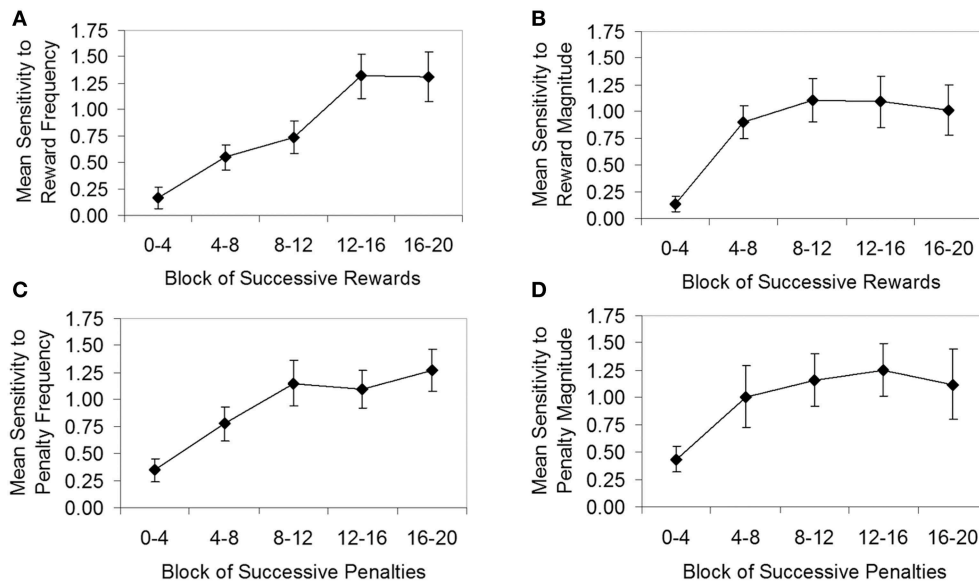 A
Mean Sensitivity to
Reward Frequency
1.75
1.50
1.25
1.00
0.75
0.50
0.25
0.00
0-4 4-8 8-12 12-16 16-20
Block of Successive Rewards
B
Mean Sensitivity to
Reward Magnitude
1.75
1.50
1.25
1.00
0.75
0.50
0.25
0.00
0-4 4-8 8-12 12-16 16-20
Block of Successive Rewards
C
Mean Sensitivity to
Penalty Frequency
1.75
1.50
1.25
1.00
0.75
0.50
0.25
0.00
0-4 4-8 8-12 12-16 16-20
Block of Successive Penalties
D
Mean Sensitivity to
Penalty Magnitude
1.75
1.50
1.25
1.00
0.75
0.50
0.25
0.00
0-4 4-8 8-12 12-16 16-20
Block of Successive Penalties